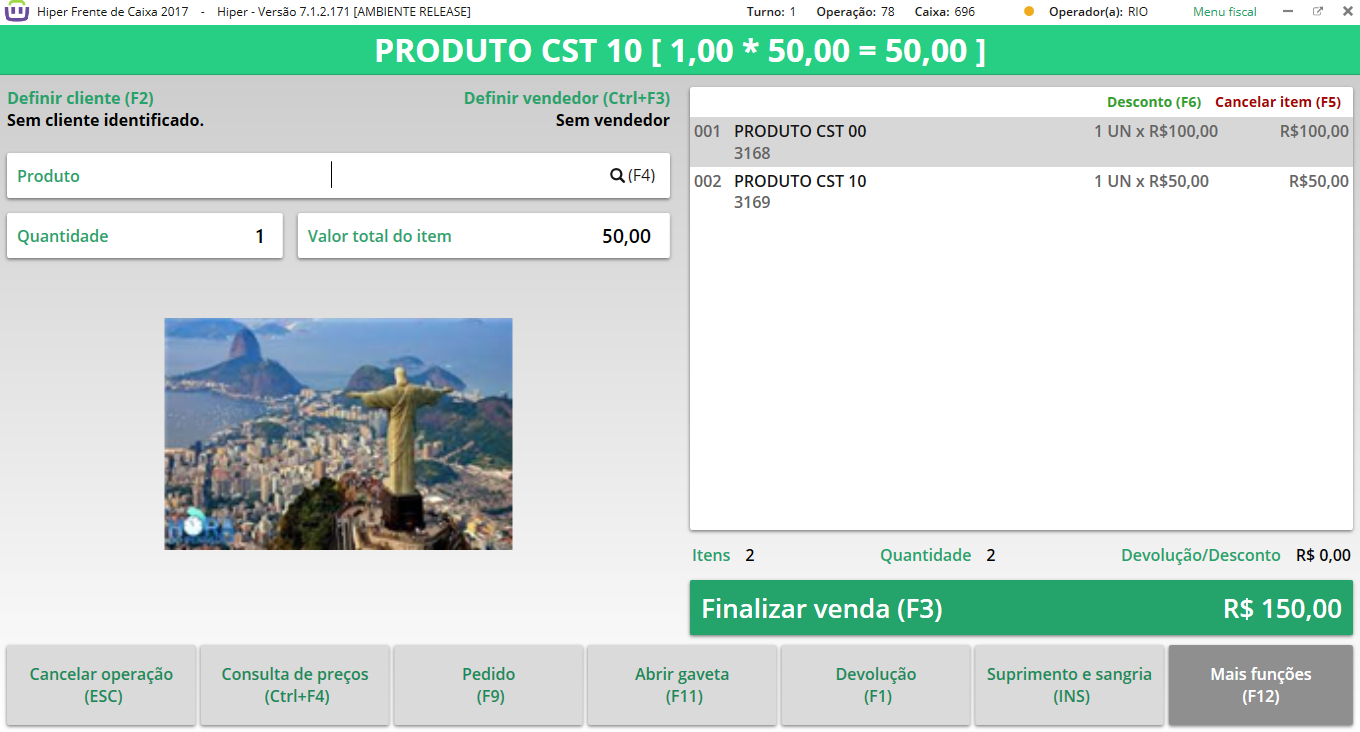 Hiper Frente de Caixa 2017 - Hiper - Versão 7.1.2.171 [AMBIENTE RELEASE] Turno: 1 Operação: 78 Caixa: 696 Operador(a): RIO Menu fiscal
PRODUTO CST 10 [ 1,00 * 50,00 = 50,00 ]
Definir cliente (F2) Definir vendedor (Ctrl+F3)
Sem cliente identificado. Sem vendedor
Produto (F4)
Quantidade 1 Valor total do item 50,00
HORA
Desconto (F6) Cancelar item (F5)
001 PRODUTO CST 00 1 UN x R$100,00 R$100,00
3168
002 PRODUTO CST 10 1 UN x R$50,00 R$50,00
3169
Itens 2 Quantidade 2 Devolução/Desconto R$ 0,00
Finalizar venda (F3) R$ 150,00
Cancelar operação
(ESC)
Consulta de preços
(Ctrl+F4)
Pedido
(F9)
Abrir gaveta
(F11)
Devolução
(F1)
Suprimento e sangria
(INS)
Mais funções
(F12)